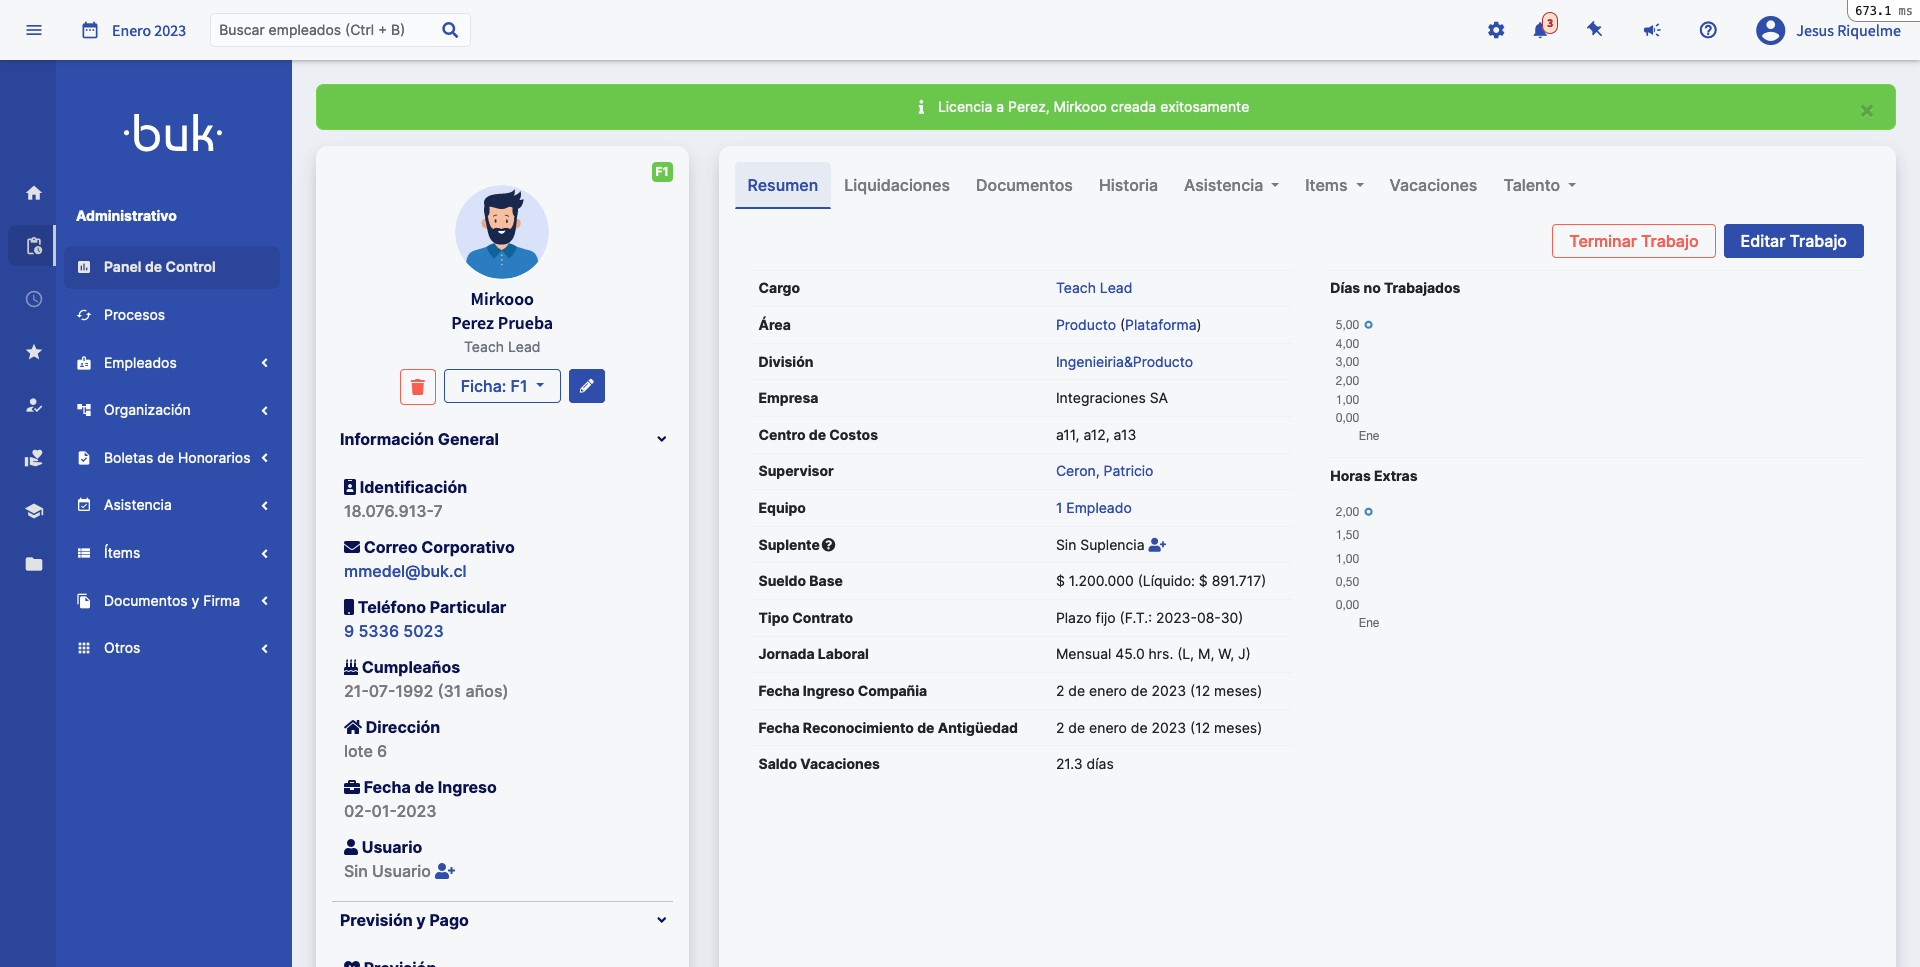 673.1 ms
Enero 2023
Buscar empleados (Ctrl + B)
3
Jesus Riquelme
·buk·
Administrativo
Panel de Control
Procesos
Empleados
Organización
Boletas de Honorarios
Asistencia
Ítems
Documentos y Firma
Otros
Licencia a Perez, Mirkooo creada exitosamente
F1
Mirkooo
Perez Prueba
Teach Lead
Ficha: F1
Información General
Identificación
18.076.913-7
Correo Corporativo
mmedel@buk.cl
Teléfono Particular
9 5336 5023
Cumpleaños
21-07-1992 (31 años)
Dirección
lote 6
Fecha de Ingreso
02-01-2023
Usuario
Sin Usuario
Previsión y Pago
Previsión
Resumen Liquidaciones Documentos Historia Asistencia Items Vacaciones Talento
Terminar Trabajo Editar Trabajo
Cargo Teach Lead
Área Producto (Plataforma)
División Ingenieiria&Producto
Empresa Integraciones SA
Centro de Costos a11, a12, a13
Supervisor Ceron, Patricio
Equipo 1 Empleado
Suplente Sin Suplencia
Sueldo Base $ 1.200.000 (Líquido: $ 891.717)
Tipo Contrato Plazo fijo (F.T.: 2023-08-30)
Jornada Laboral Mensual 45.0 hrs. (L, M, W, J)
Fecha Ingreso Compañia 2 de enero de 2023 (12 meses)
Fecha Reconocimiento de Antigüedad 2 de enero de 2023 (12 meses)
Saldo Vacaciones 21.3 días
Días no Trabajados
5,00
4,00
3,00
2,00
1,00
0,00
Ene
Horas Extras
2,00
1,50
1,00
0,50
0,00
Ene